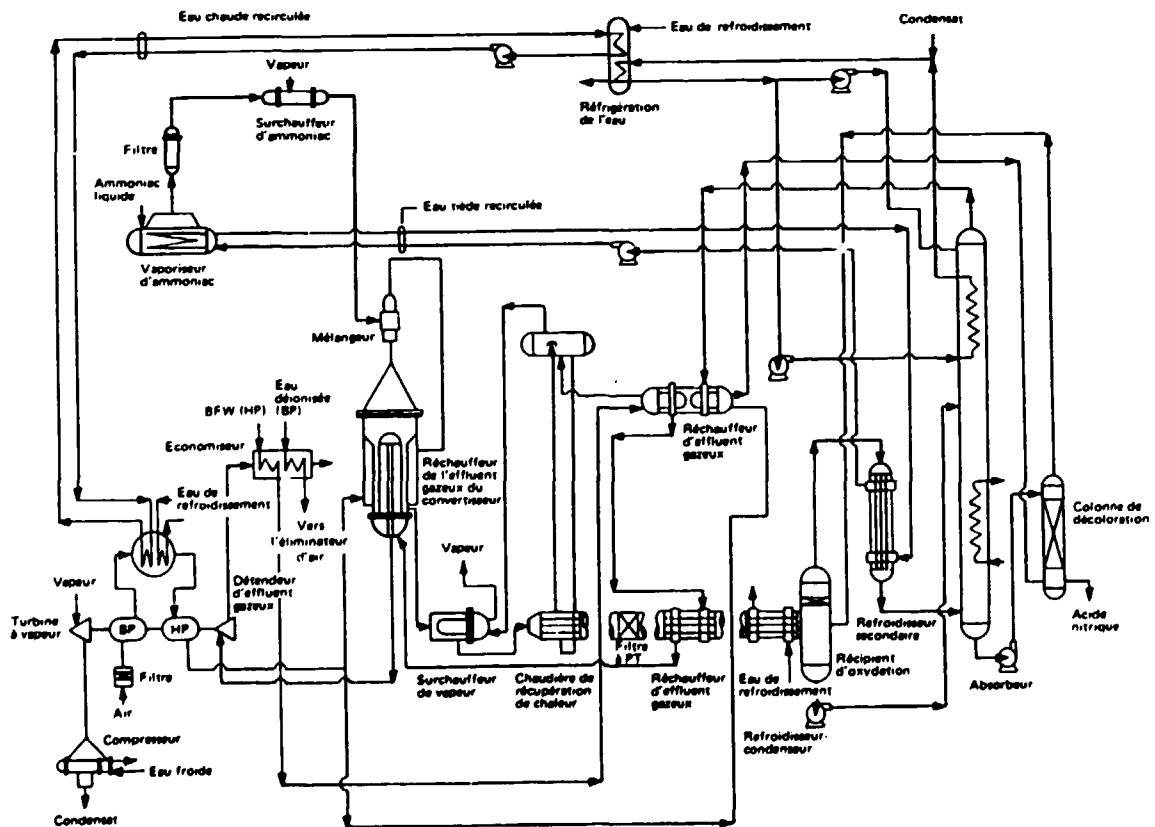 Eau chaude recirculée
Eau de refroidissement
Condensat
Vapeur
Surchauffeur
d'ammoniac
Réfrigération
de l'eau
Filtre
Ammoniac
liquide
Eau tiède recirculée
Vaporiseur
d'ammoniac
Mélangeur
Eau
déionisée
BFW (HP) (BP)
Economiseur
Réchauffeur
d'effluent
gazeux
Réchauffeur
de l'effluent
gazeux du
convertisseur
Eau de
refroidissement
Vers
l'éliminateur
d'air
Colonne de
décoloration
Vapeur
Détendeur
d'effluent
gazeux
Vapeur
Turbine
à vapeur
BP
HP
Acide
nitrique
Refroidisseur
secondaire
Filtre
Filtre
PT
Récipient
d'oxydation
Surchauffeur
de vapeur
Chaudière de
récupération
de chaleur
Réchauffeur
d'effluent
gazeux
Eau de
refroidissement
Absorbeur
Air
Refroidisseur-
condenseur
Compresseur
Eau froide
Condensat